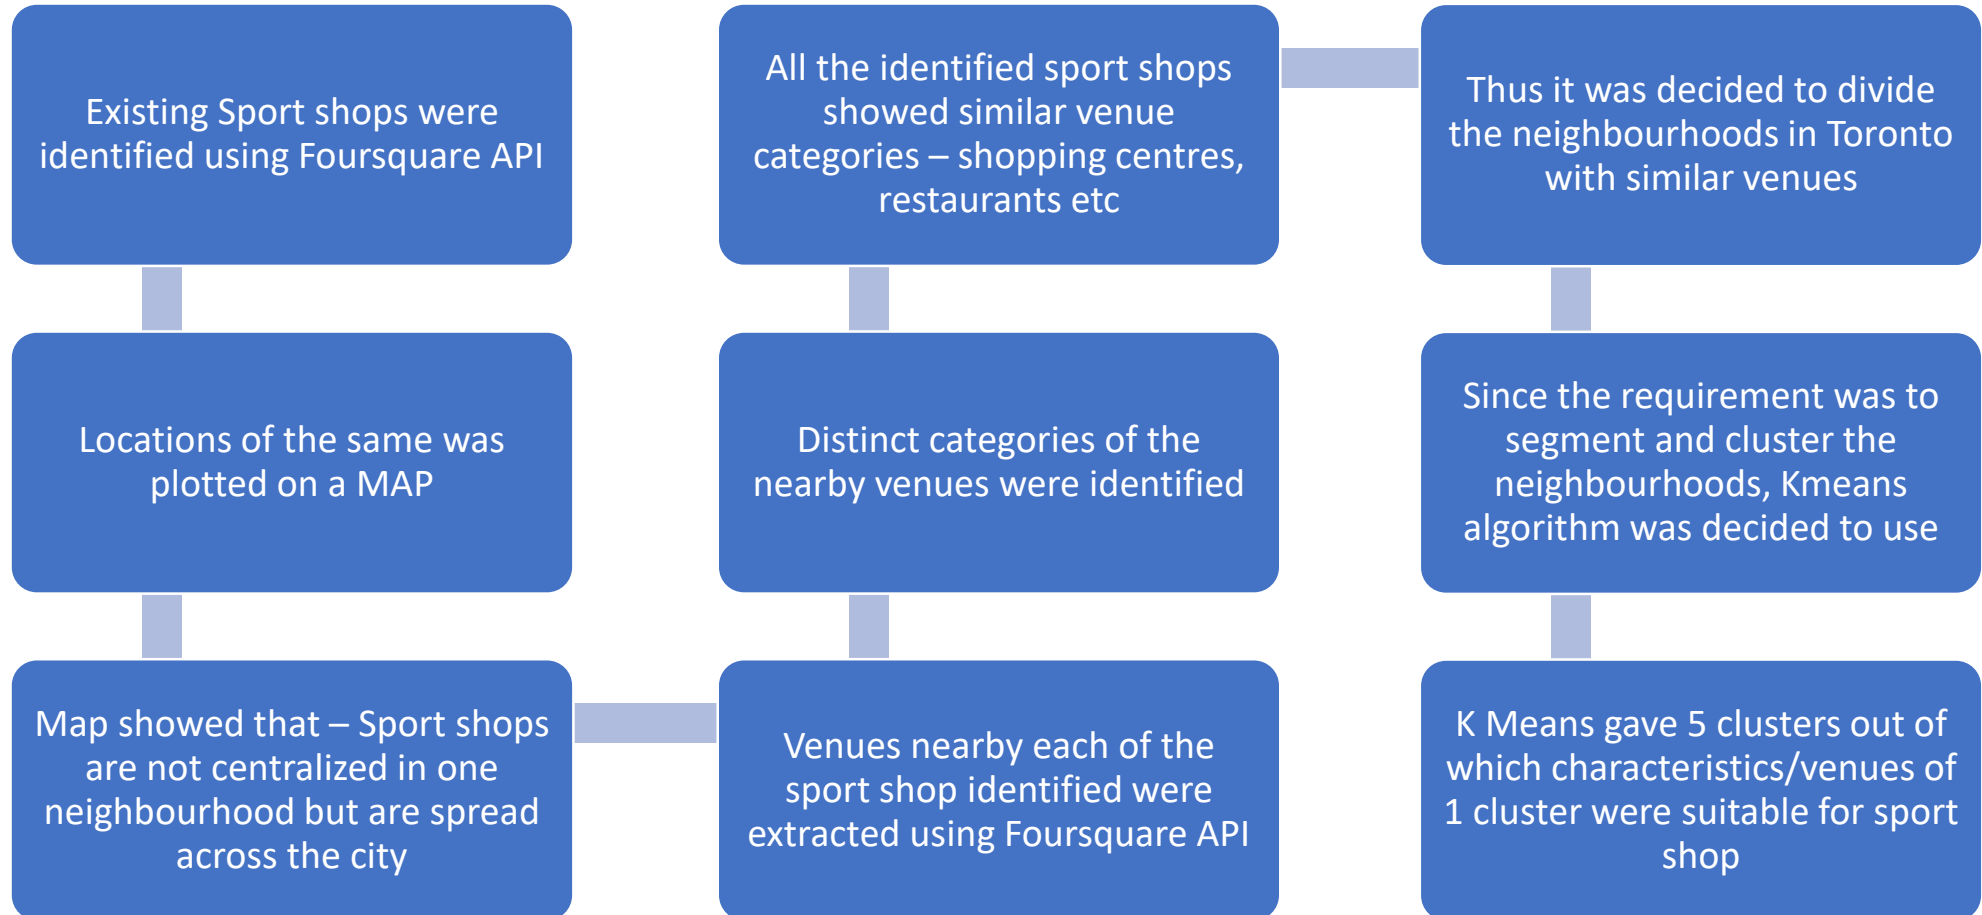 Existing Sport shops were
identified using Foursquare API
Locations of the same was
plotted on a MAP
Map showed that – Sport shops
are not centralized in one
neighbourhood but are spread
across the city
Venues nearby each of the
sport shop identified were
extracted using Foursquare API
Distinct categories of the
nearby venues were identified
All the identified sport shops
showed similar venue
categories – shopping centres,
restaurants etc
Thus it was decided to divide
the neighbourhoods in Toronto
with similar venues
Since the requirement was to
segment and cluster the
neighbourhoods, Kmeans
algorithm was decided to use
K Means gave 5 clusters out of
which characteristics/venues of
1 cluster were suitable for sport
shop